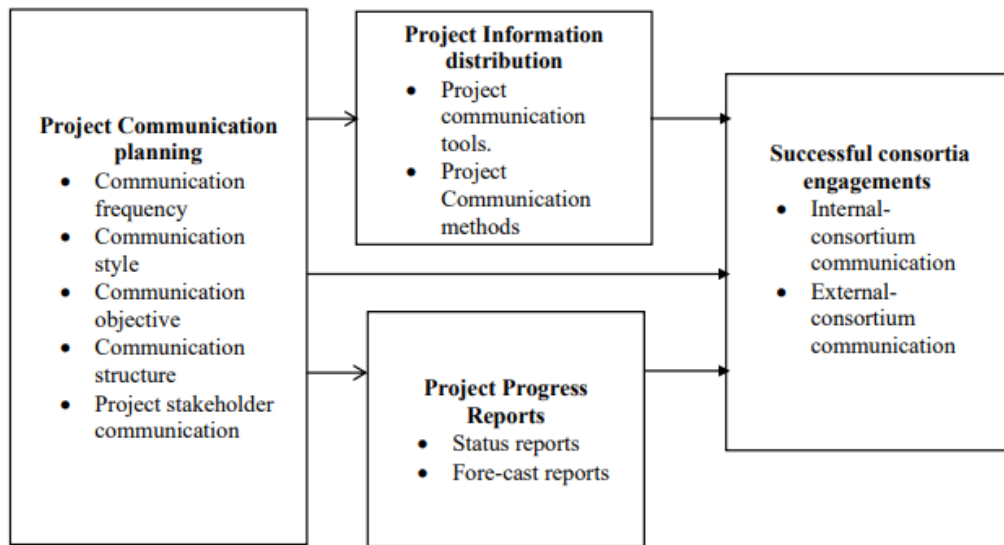 Project Communication
planning
• Communication
frequency
• Communication
style
• Communication
objective
• Communication
structure
• Project stakeholder
communication
Project Information
distribution
• Project
communication
tools.
• Project
Communication
methods
Project Progress
Reports
• Status reports
• Fore-cast reports
Successful consortia
engagements
• Internal-
consortium
communication
• External-
consortium
communication